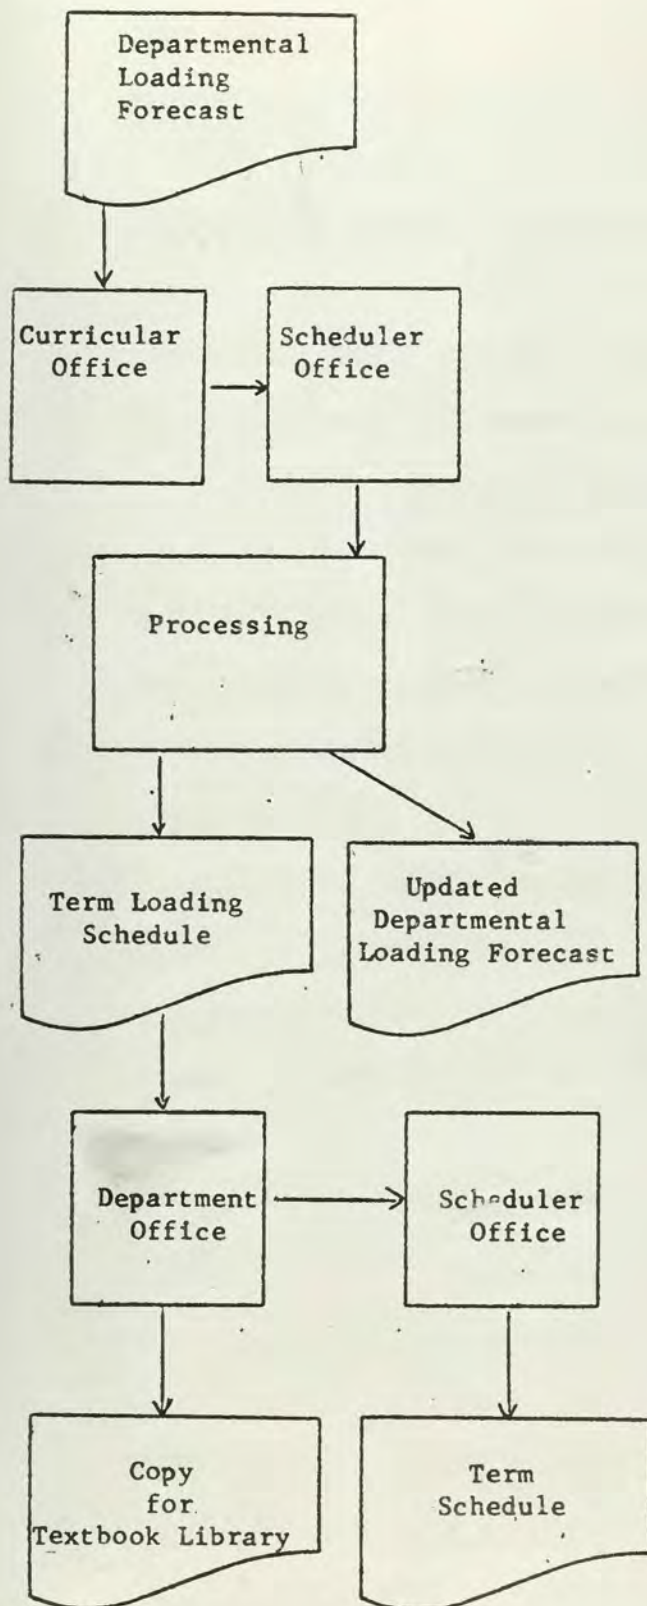 Departmental
Loading
Forecast
Curricular
Office
Scheduler
Office
Processing
Term Loading
Schedule
Updated
Departmental
Loading Forecast
Department
Office
Scheduler
Office
Copy
for
Textbook Library
Term
Schedule